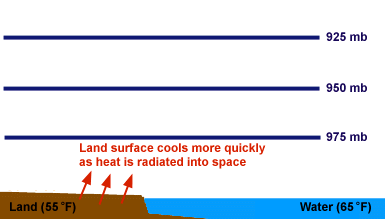 925 mb
950 mb
975 mb
Land surface cools more quickly
as heat is radiated into space
Land (55 °F)
Water (65 °F)